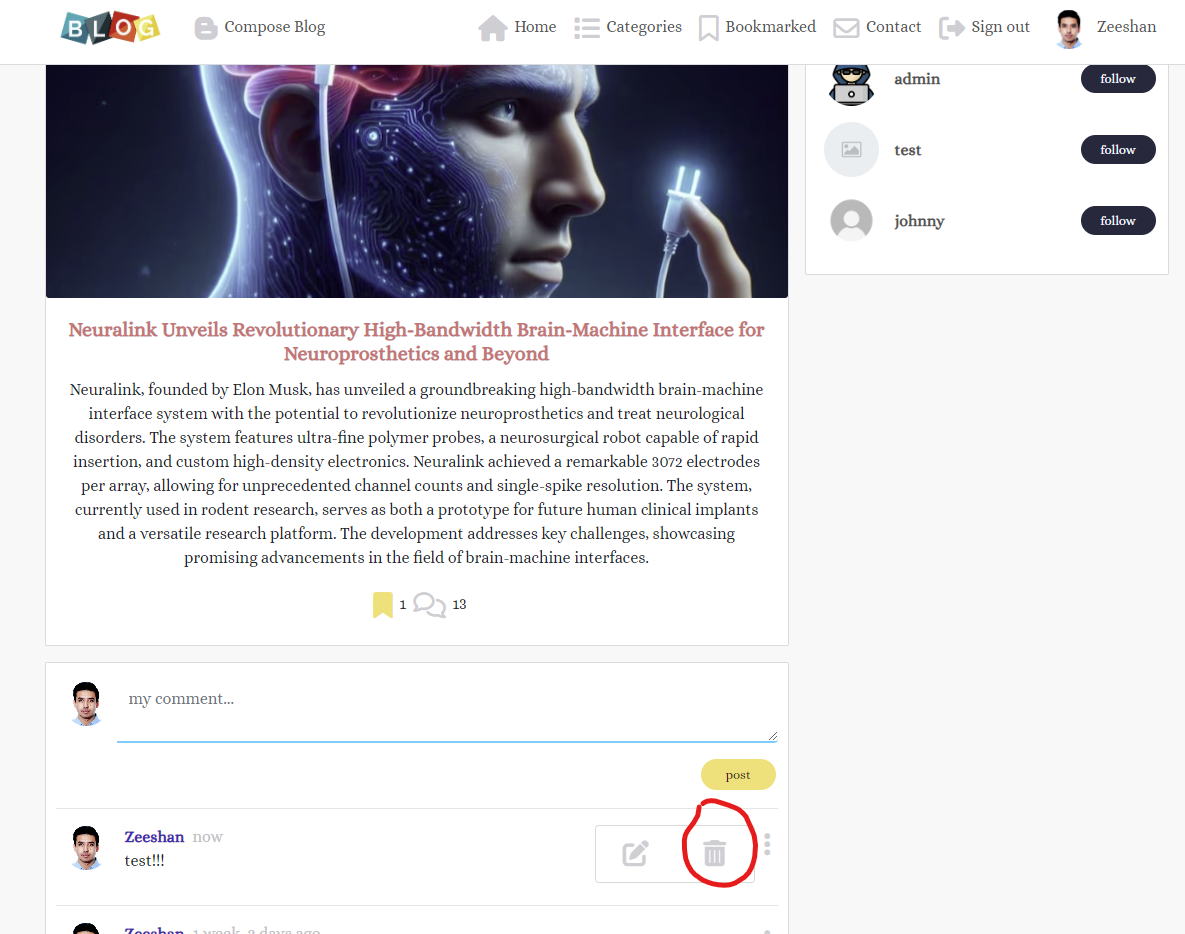 BLOG
Compose Blog
Home
Categories
Bookmarked
Contact
Sign out
Zeeshan
admin
follow
test
follow
johnny
follow
Neuralink Unveils Revolutionary High-Bandwidth Brain-Machine Interface for
Neuroprosthetics and Beyond
Neuralink, founded by Elon Musk, has unveiled a groundbreaking high-bandwidth brain-machine
interface system with the potential to revolutionize neuroprosthetics and treat neurological
disorders. The system features ultra-fine polymer probes, a neurosurgical robot capable of rapid
insertion, and custom high-density electronics. Neuralink achieved a remarkable 3072 electrodes
per array, allowing for unprecedented channel counts and single-spike resolution. The system,
currently used in rodent research, serves as both a prototype for future human clinical implants
and a versatile research platform. The development addresses key challenges, showcasing
promising advancements in the field of brain-machine interfaces.
1 13
my comment...
post
Zeeshan now
test!!!
Zeeshan 1 week, 2 days ago